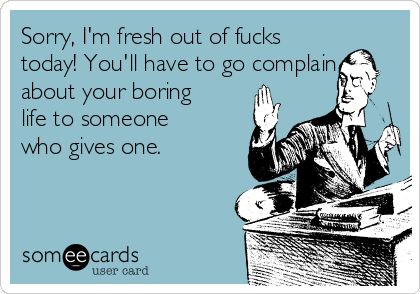 Sorry, I'm fresh out of fucks
today! You'll have to go complain
about your boring
life to someone
who gives one.
someecards
user card